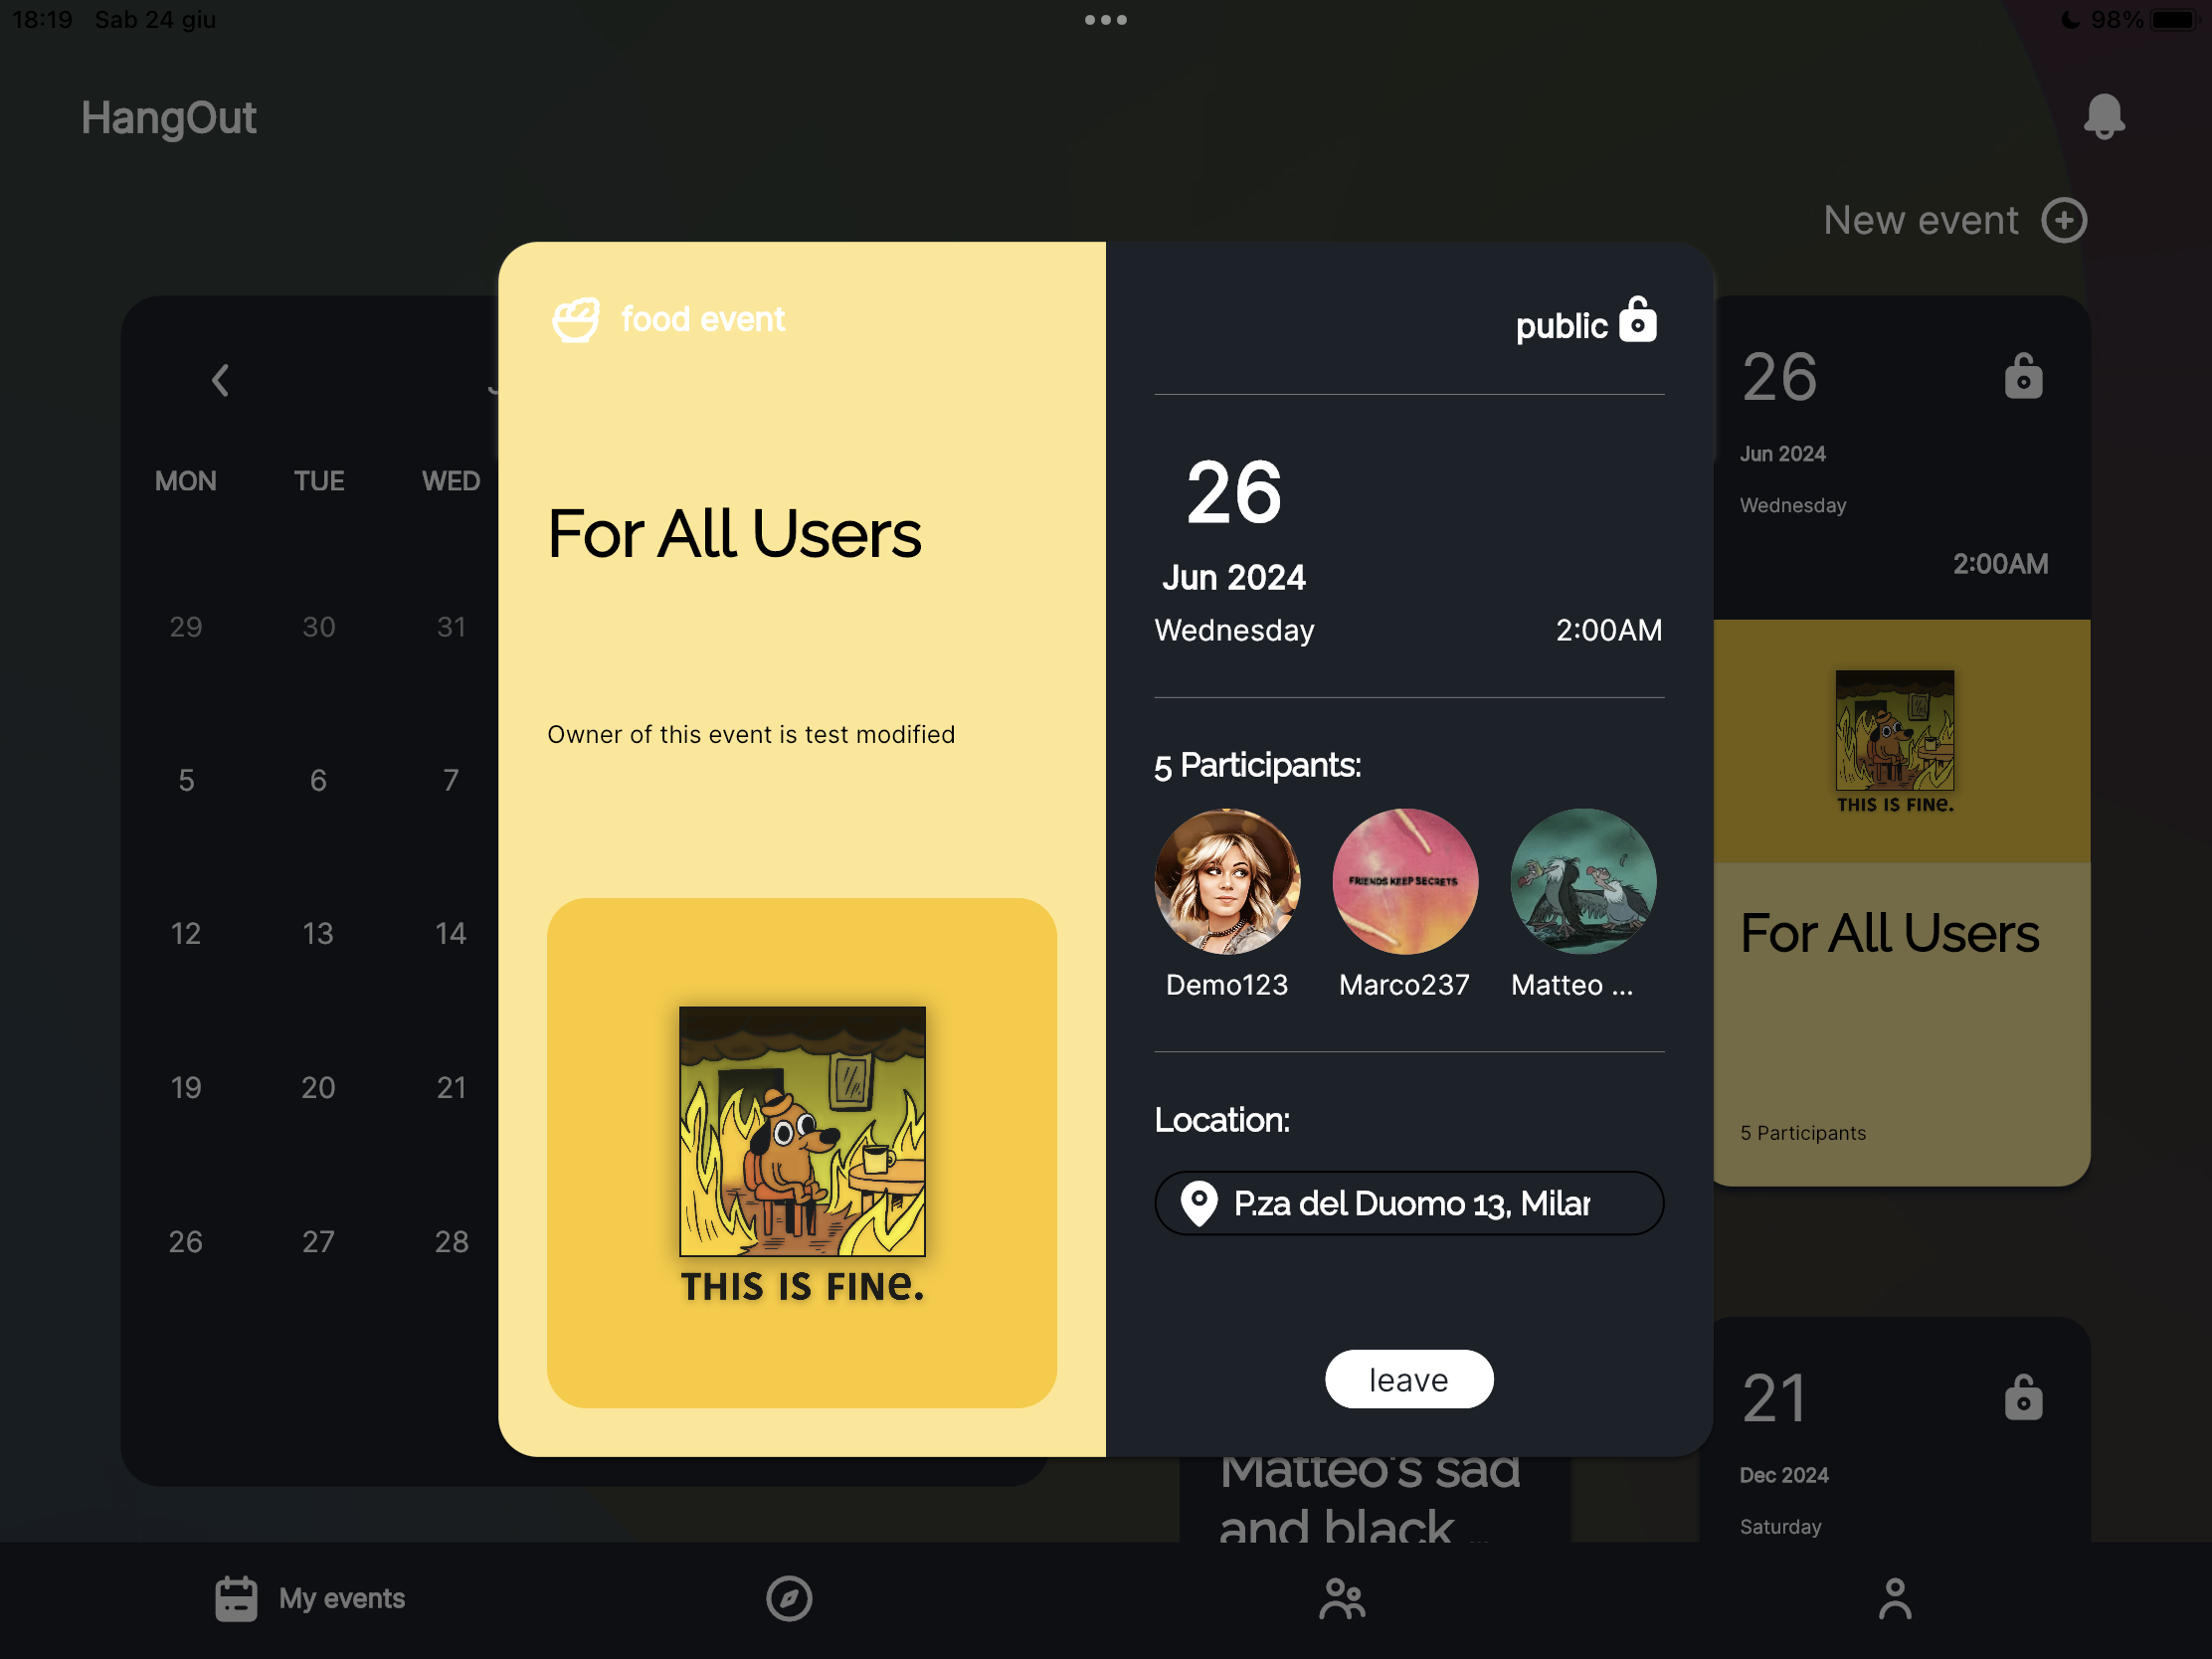 18:19 Sab 24 giu
98%
HangOut
New event
MON TUE WED
29 30 31
5 6 7
12 13 14
19 20 21
26 27 28
food event
For All Users
Owner of this event is test modified
THIS IS FINe.
public
26
Jun 2024
Wednesday 2:00AM
5 Participants:
FRIENDS KEEP SECRETS
Demo123 Marco237 Matteo ...
Location:
P.za del Duomo 13, Milar
leave
26
Jun 2024
Wednesday
2:00AM
THIS IS FINe.
For All Users
5 Participants
Matteo's sad
and black ...
21
Dec 2024
Saturday
My events